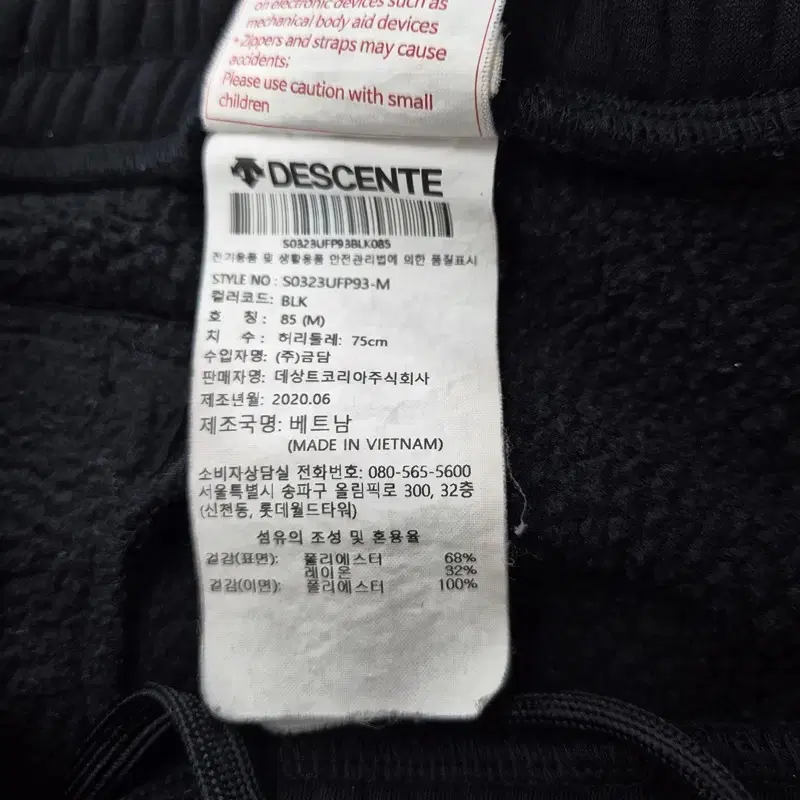 on electronic devices such as
mechanical body aid devices
• Zippers and straps may cause
accidents;
Please use caution with small
children
DESCENTE
S0323UFP93BLK085
전기용품 및 생활용품 안전관리법에 의한 품질표시
STYLE NO : S0323UFP93-M
컬러코드: BLK
호 칭 : 85 (M)
치 수 : 허리둘레: 75cm
수입자명: (주)금담
판매자명: 데상트코리아주식회사
제조년월: 2020.06
제조국명: 베트남
(MADE IN VIETNAM)
소비자상담실 전화번호: 080-565-5600
서울특별시 송파구 올림픽로 300, 32층
(신천동, 롯데월드타워)
섬유의 조성 및 혼용율
겉감(표면): 폴리에스터 68%
레이온 32%
겉감(이면): 폴리에스터 100%